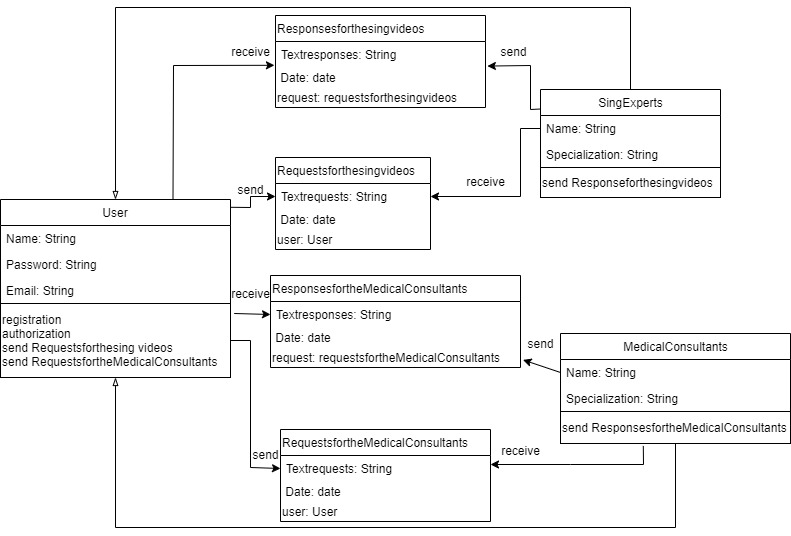 Responsesforthesingvideos
Textresponses: String
Date: date
request: requestsforthesingvideos
receive
send
SingExperts
Name: String
Specialization: String
send Responseforthesingvideos
Requestsforthesingvideos
Textrequests: String
Date: date
user: User
send
receive
User
Name: String
Password: String
Email: String
registration
authorization
send Requestsforthesing videos
send RequestsfortheMedicalConsultants
receive
ResponsesfortheMedicalConsultants
Textresponses: String
Date: date
request: requestsfortheMedicalConsultants
send
MedicalConsultants
Name: String
Specialization: String
send ResponsesfortheMedicalConsultants
RequestsfortheMedicalConsultants
Textrequests: String
Date: date
user: User
send
receive